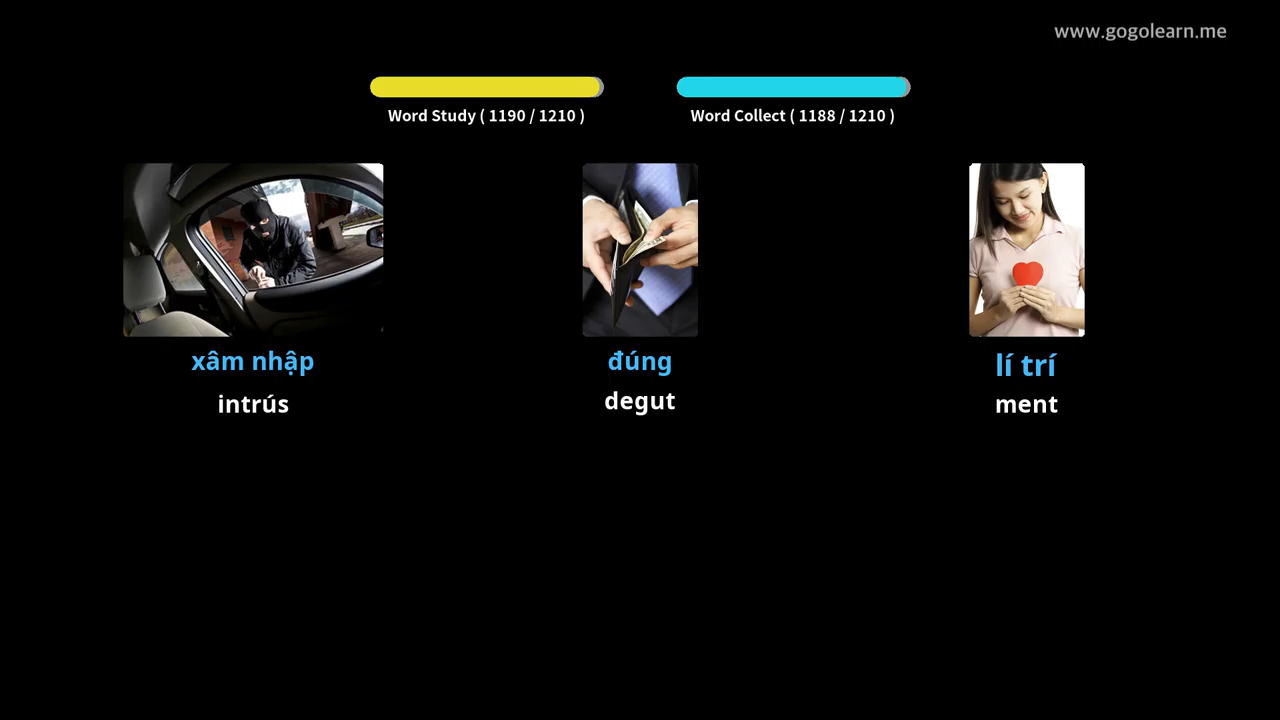 www.gogolearn.me
Word Study ( 1190 / 1210 )
Word Collect ( 1188 / 1210 )
xâm nhập
đúng
lí trí
intrús
degut
ment